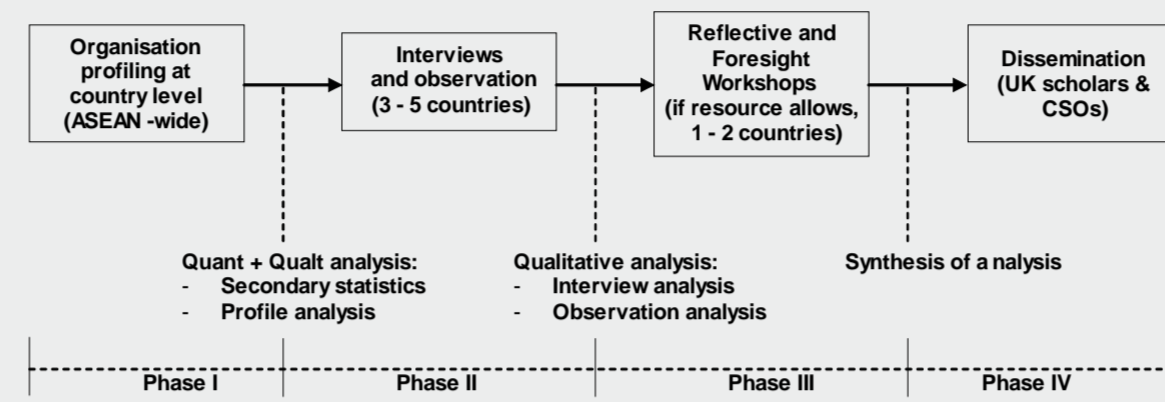 Organisation
profiling at
country level
(ASEAN -wide)
Interviews
and observation
(3 - 5 countries)
Reflective and
Foresight
Workshops
(if resource allows,
1 - 2 countries)
Dissemination
(UK scholars &
CSOs)
Quant + Qualt analysis:
- Secondary statistics
- Profile analysis
Qualitative analysis:
- Interview analysis
- Observation analysis
Synthesis of a nalysis
Phase I
Phase II
Phase III
Phase IV